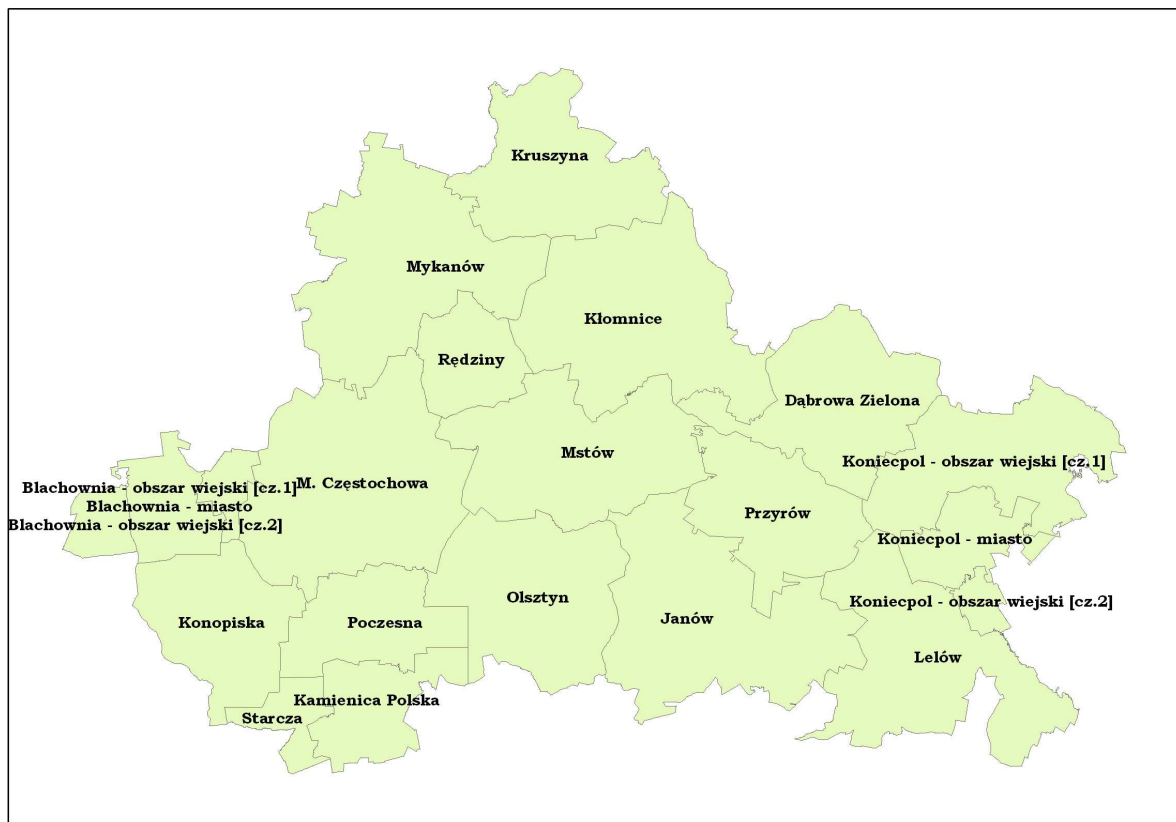 Kruszyna
Mykanów
Kłomnice
Rędziny
Dąbrowa Zielona
Mstów
Koniecpol - obszar wiejski [cz.1]
M. Częstochowa
Blachownia - obszar wiejski [cz.1]
Blachownia - miasto
Blachownia - obszar wiejski [cz.2]
Przyrów
Koniecpol - miasto
Olsztyn
Koniecpol - obszar wiejski [cz.2]
Konopiska
Poczesna
Janów
Lelów
Kamienica Polska
Starcza